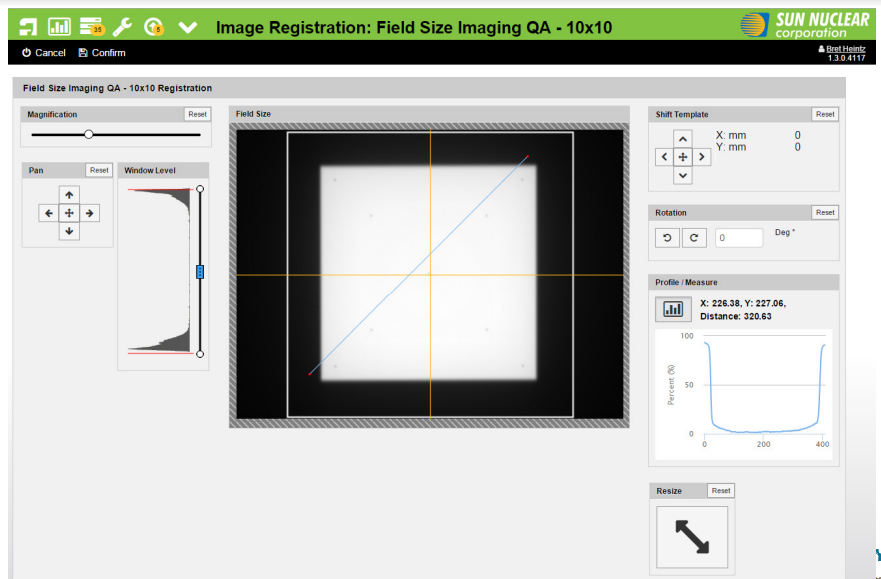 35
5
Image Registration: Field Size Imaging QA - 10x10
SUN NUCLEAR
corporation
Cancel
Confirm
Bret Heintz
1.3.0.4117
Field Size Imaging QA - 10x10 Registration
Magnification
Reset
Field Size
Shift Template
Reset
X: mm 0
Y: mm 0
Pan
Reset
Window Level
Rotation
Reset
0
Deg °
Profile / Measure
X: 226.38, Y: 227.06,
Distance: 320.63
100
50
0
Percent (%)
0 200 400
Resize
Reset